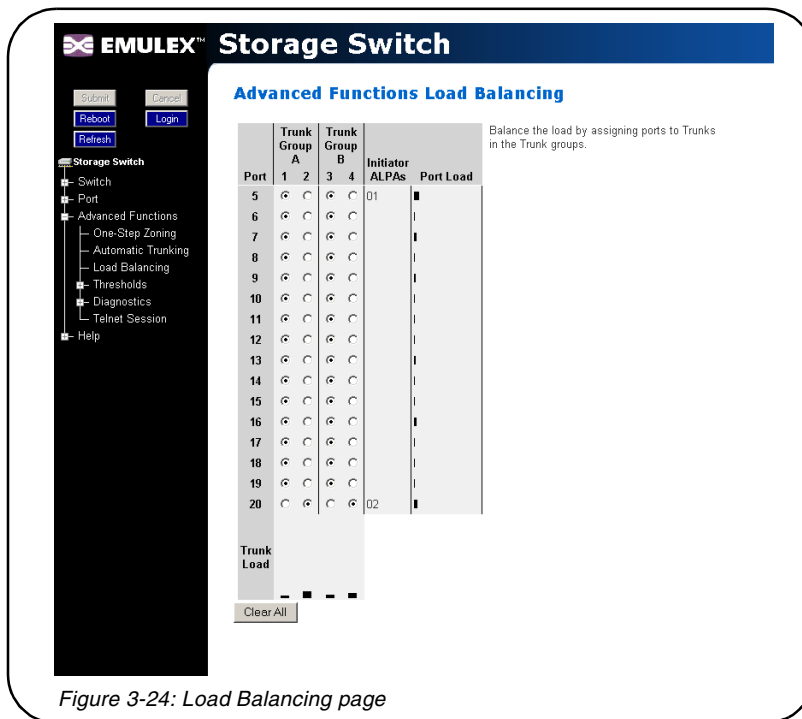 EMULEX™ Storage Switch
Submit Cancel
Reboot Login
Refresh
Storage Switch
Switch
Port
Advanced Functions
One-Step Zoning
Automatic Trunking
Load Balancing
Thresholds
Diagnostics
Telnet Session
Help
Advanced Functions Load Balancing
Trunk Trunk
Group Group
A B Initiator
Port 1 2 3 4 ALPAs Port Load
5 01
6
7
8
9
10
11
12
13
14
15
16
17
18
19
20 02
Trunk
Load
Clear All
Balance the load by assigning ports to Trunks
in the Trunk groups.
Figure 3-24: Load Balancing page